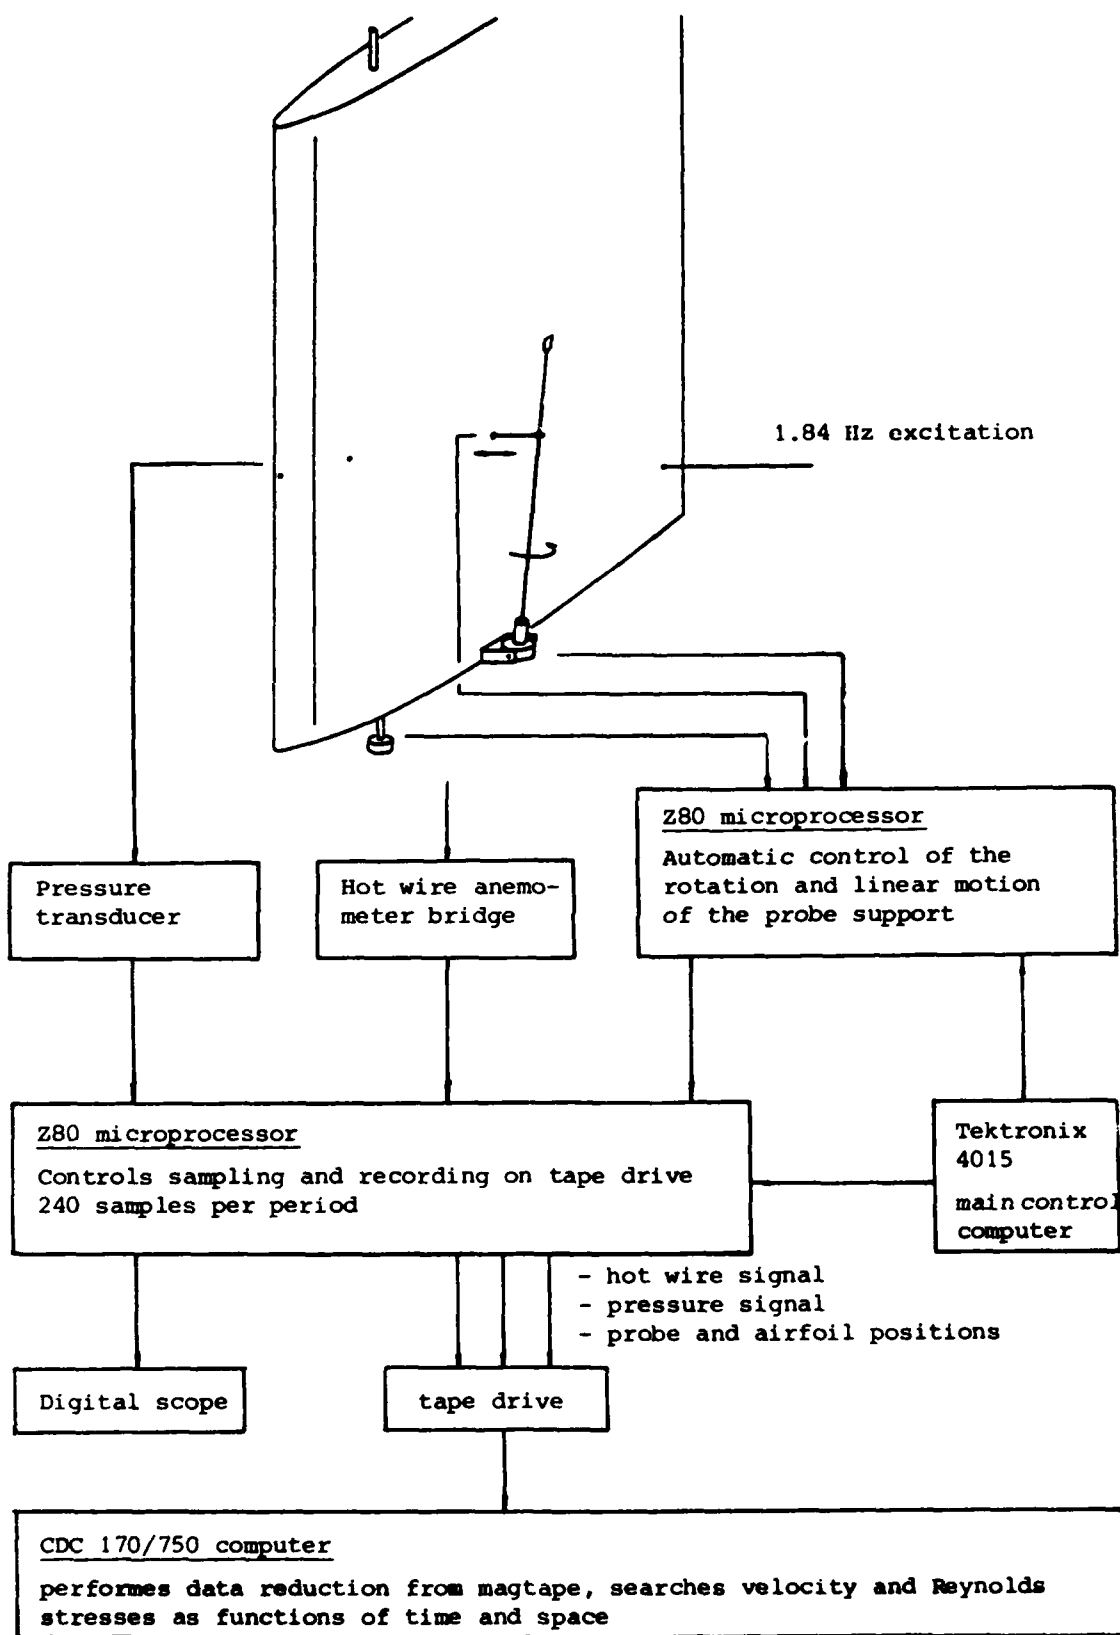 1.84 Hz excitation
Z80 microprocessor
Automatic control of the
rotation and linear motion
of the probe support
Pressure
transducer
Hot wire anemo-
meter bridge
Z80 microprocessor
Controls sampling and recording on tape drive
240 samples per period
Tektronix
4015
main control
computer
- hot wire signal
- pressure signal
- probe and airfoil positions
Digital scope
tape drive
CDC 170/750 computer
performes data reduction from magtape, searches velocity and Reynolds
stresses as functions of time and space